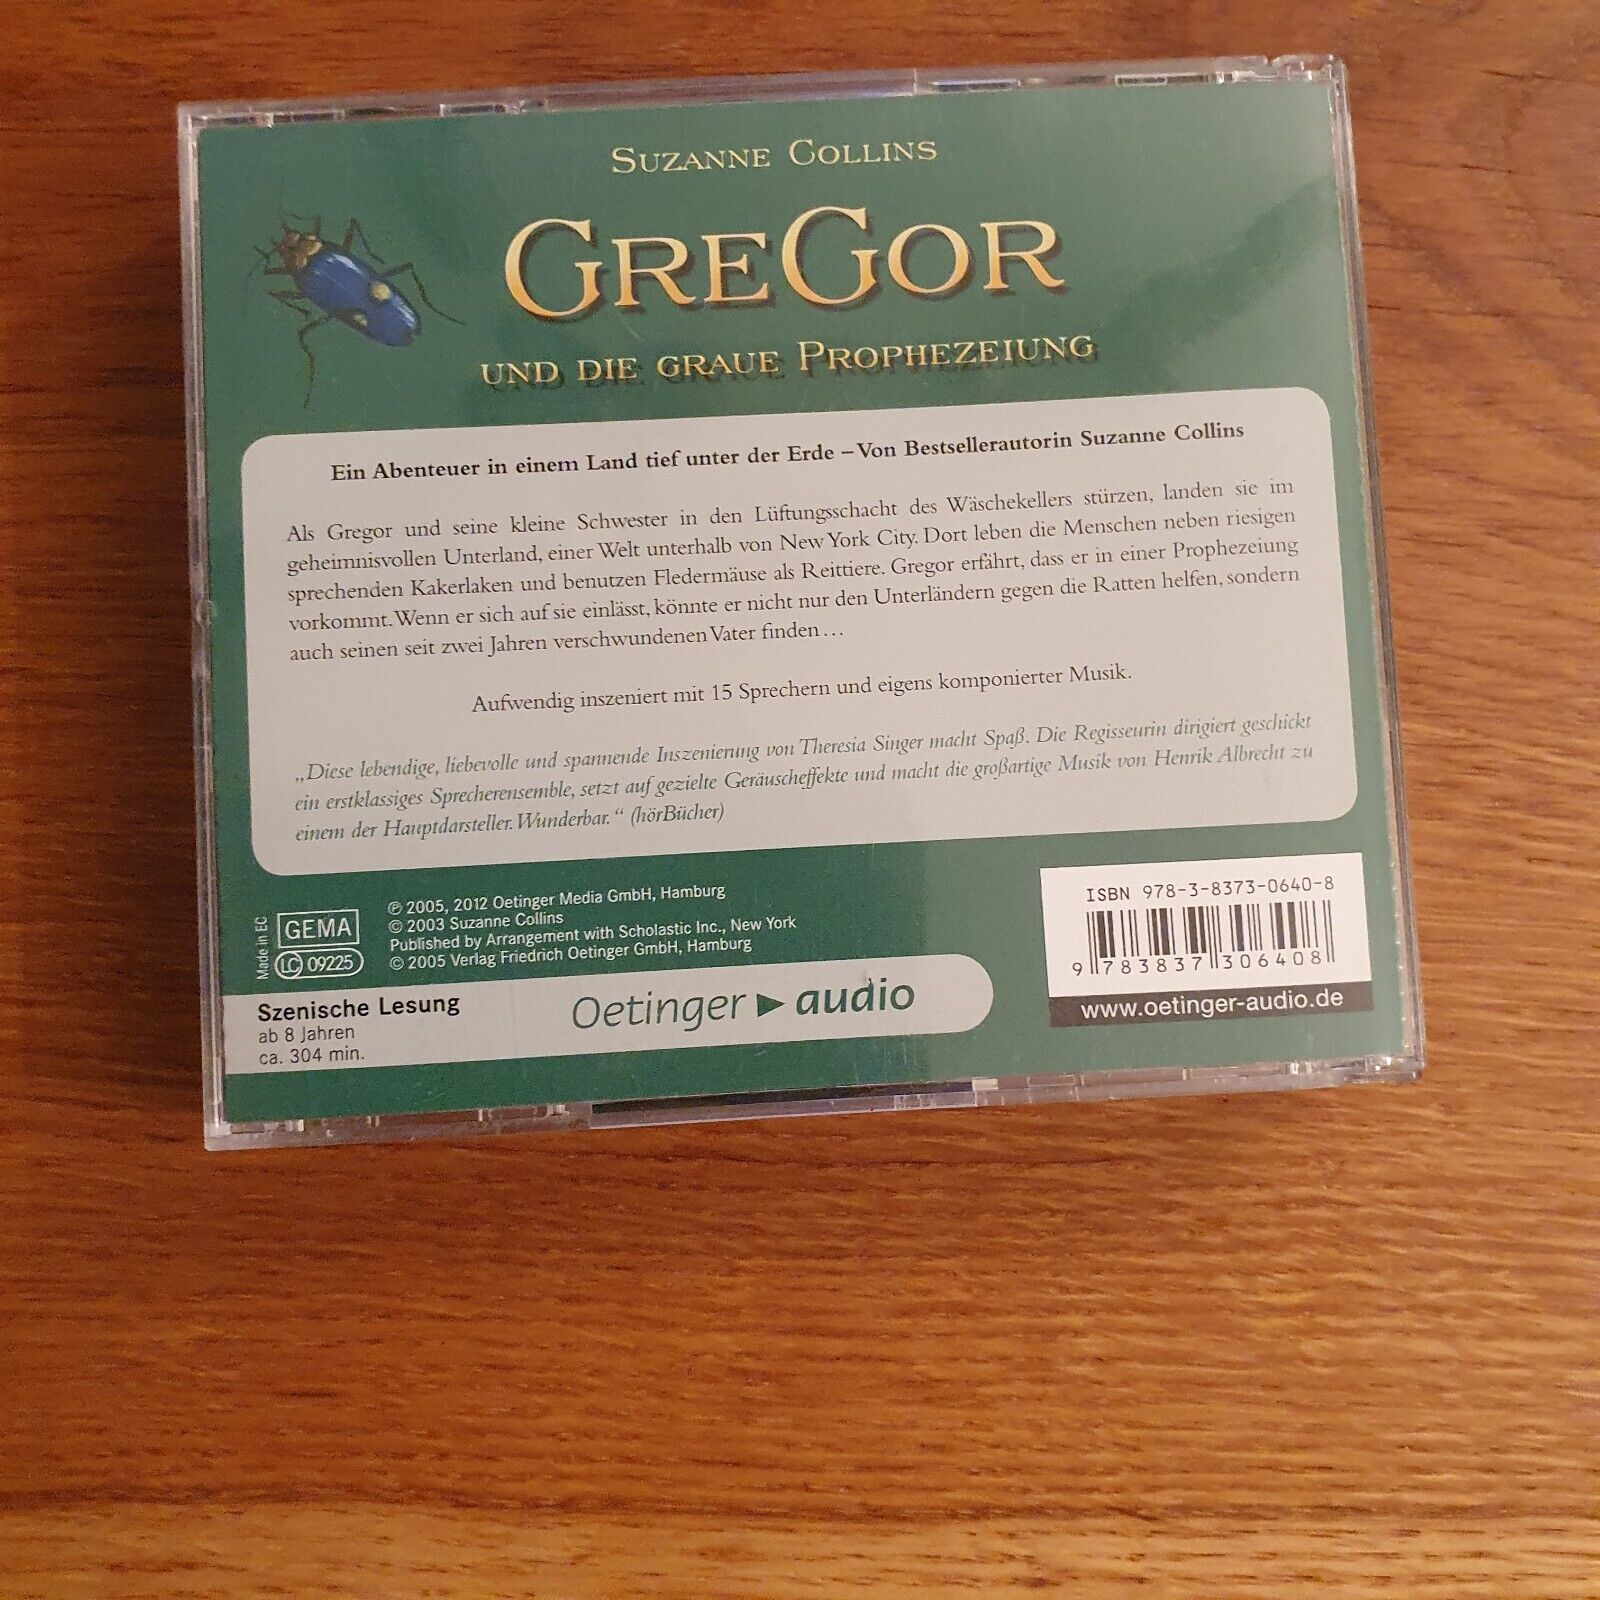 SUZANNE COLLINS
GREGOR
UND DIE GRAUE PROPHEZEIUNG
Ein Abenteuer in einem Land tief unter der Erde – Von Bestsellerautorin Suzanne Collins
Als Gregor und seine kleine Schwester in den Lüftungsschacht des Wäschekellers stürzen, landen sie im
geheimnisvollen Unterland, einer Welt unterhalb von New York City. Dort leben die Menschen neben riesigen
sprechenden Kakerlaken und benutzen Fledermäuse als Reittiere. Gregor erfährt, dass er in einer Prophezeiung
vorkommt. Wenn er sich auf sie einlässt, könnte er nicht nur den Unterländern gegen die Ratten helfen, sondern
auch seinen seit zwei Jahren verschwundenen Vater finden…
Aufwendig inszeniert mit 15 Sprechern und eigens komponierter Musik.
„Diese lebendige, liebevolle und spannende Inszenierung von Theresia Singer macht Spaß. Die Regisseurin dirigiert geschickt
ein erstklassiges Sprecherensemble, setzt auf gezielte Geräuscheffekte und macht die großartige Musik von Henrik Albrecht zu
einem der Hauptdarsteller. Wunderbar.“ (hörBücher)
Made in EC
GEMA
LC 09225
℗ 2005, 2012 Oetinger Media GmbH, Hamburg
© 2003 Suzanne Collins
Published by Arrangement with Scholastic Inc., New York
© 2005 Verlag Friedrich Oetinger GmbH, Hamburg
ISBN 978-3-8373-0640-8
9 783837 306408
www.oetinger-audio.de
Szenische Lesung
ab 8 Jahren
ca. 304 min.
Oetinger ► audio